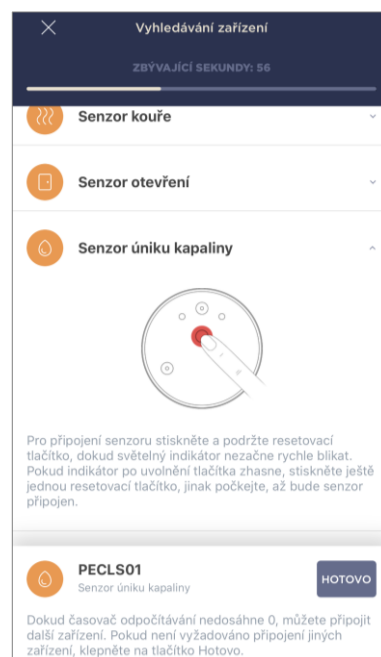 Vyhledávání zařízení
ZBÝVAJÍCÍ SEKUNDY: 56
Senzor kouře
Senzor otevření
Senzor úniku kapaliny
Pro připojení senzoru stiskněte a podržte resetovací
tlačítko, dokud světelný indikátor nezačne rychle blikat.
Pokud indikátor po uvolnění tlačítka zhasne, stiskněte ještě
jednou resetovací tlačítko, jinak počkejte, až bude senzor
připojen.
PECLS01
Senzor úniku kapaliny
HOTOVO
Dokud časovač odpočítávání nedosáhne 0, můžete připojit
další zařízení. Pokud není vyžadováno připojení jiných
zařízení, klepněte na tlačítko Hotovo.